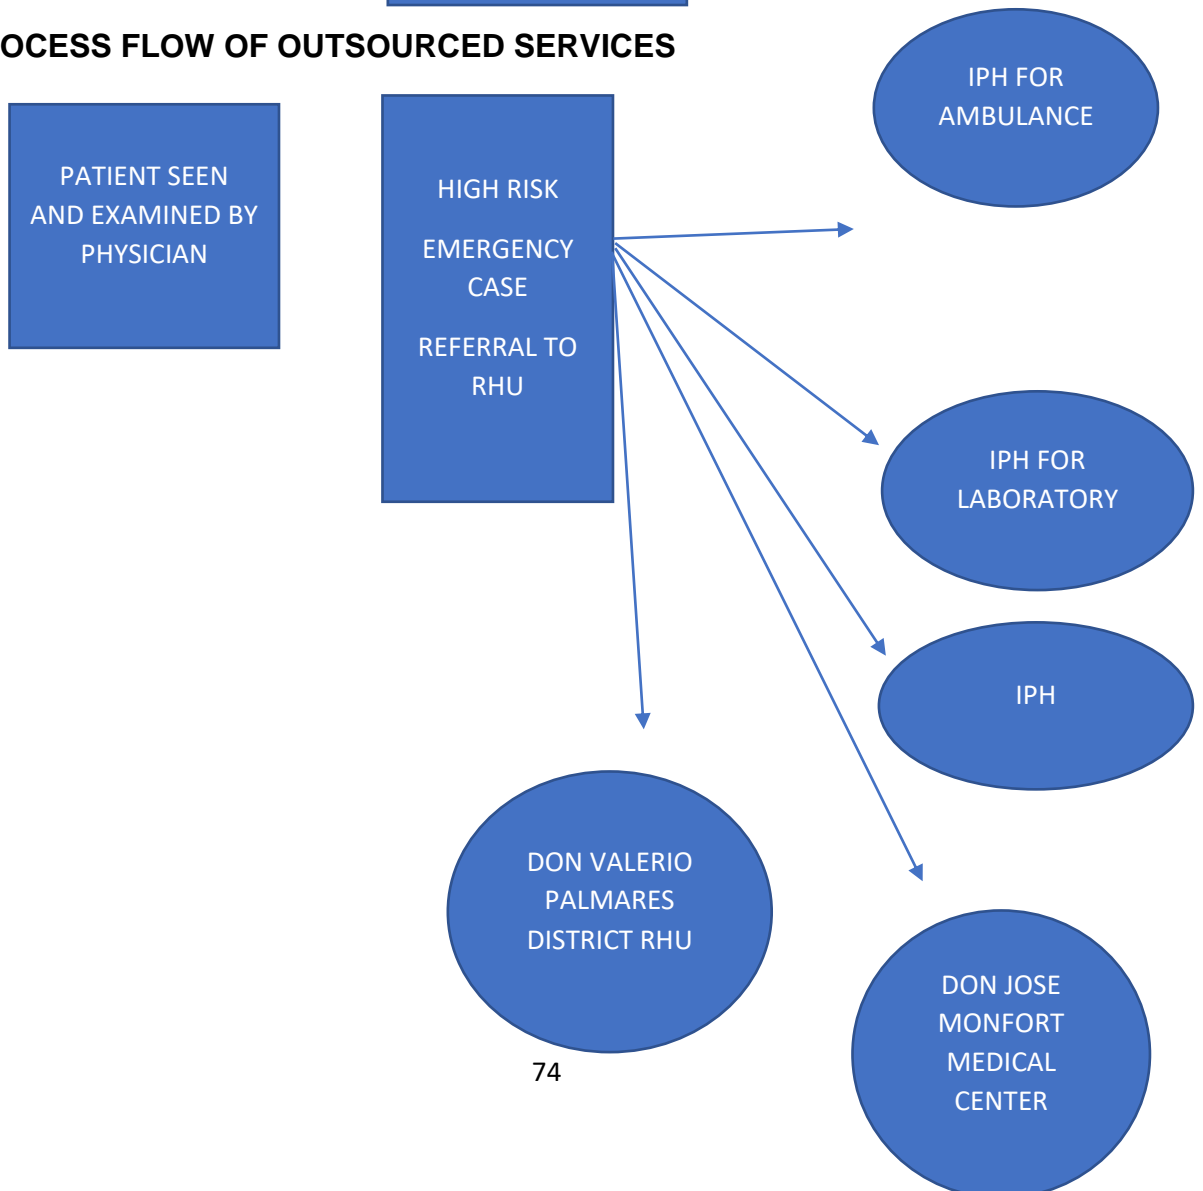 OCESS FLOW OF OUTSOURCED SERVICES
IPH FOR
AMBULANCE
PATIENT SEEN
AND EXAMINED BY
PHYSICIAN
HIGH RISK
EMERGENCY
CASE
REFERRAL TO
RHU
IPH FOR
LABORATORY
IPH
DON VALERIO
PALMARES
DISTRICT RHU
DON JOSE
MONFORT
MEDICAL
CENTER
74